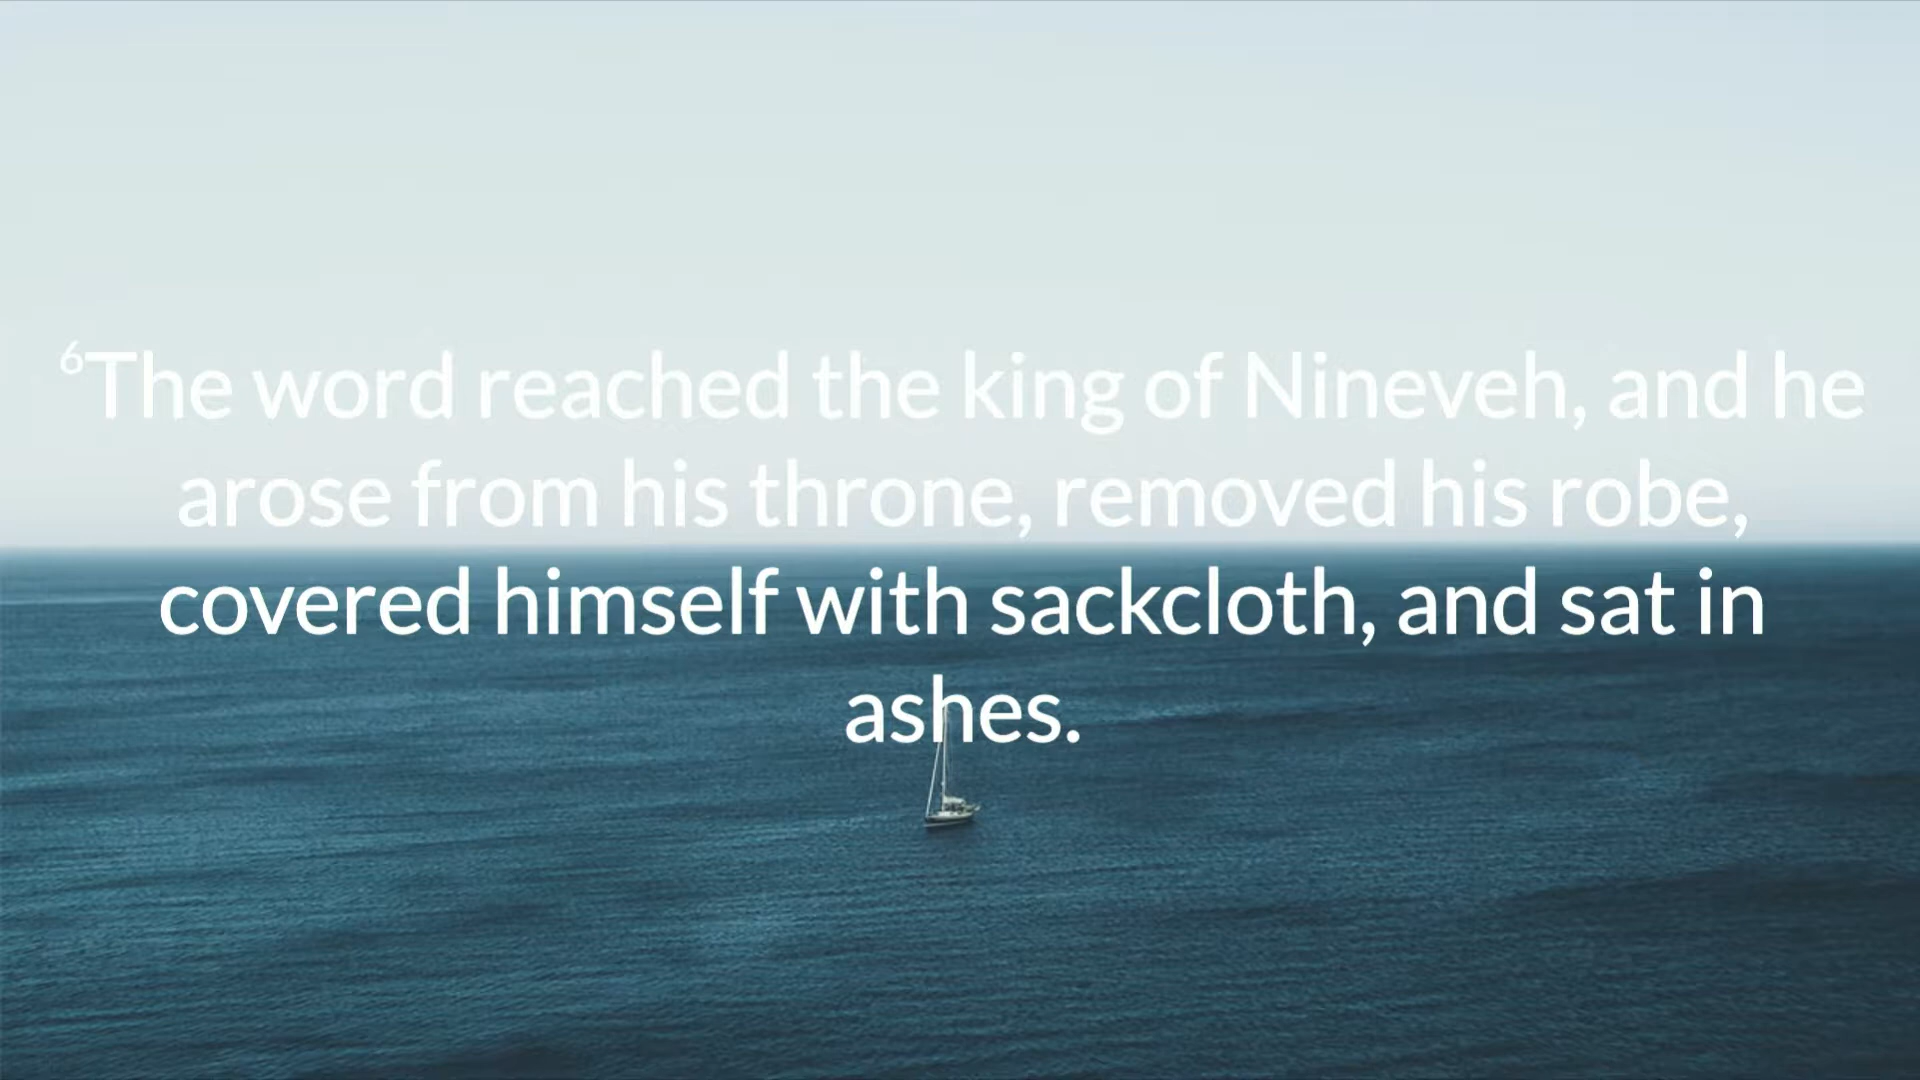 ⁶The word reached the king of Nineveh, and he
arose from his throne, removed his robe,
covered himself with sackcloth, and sat in
ashes.